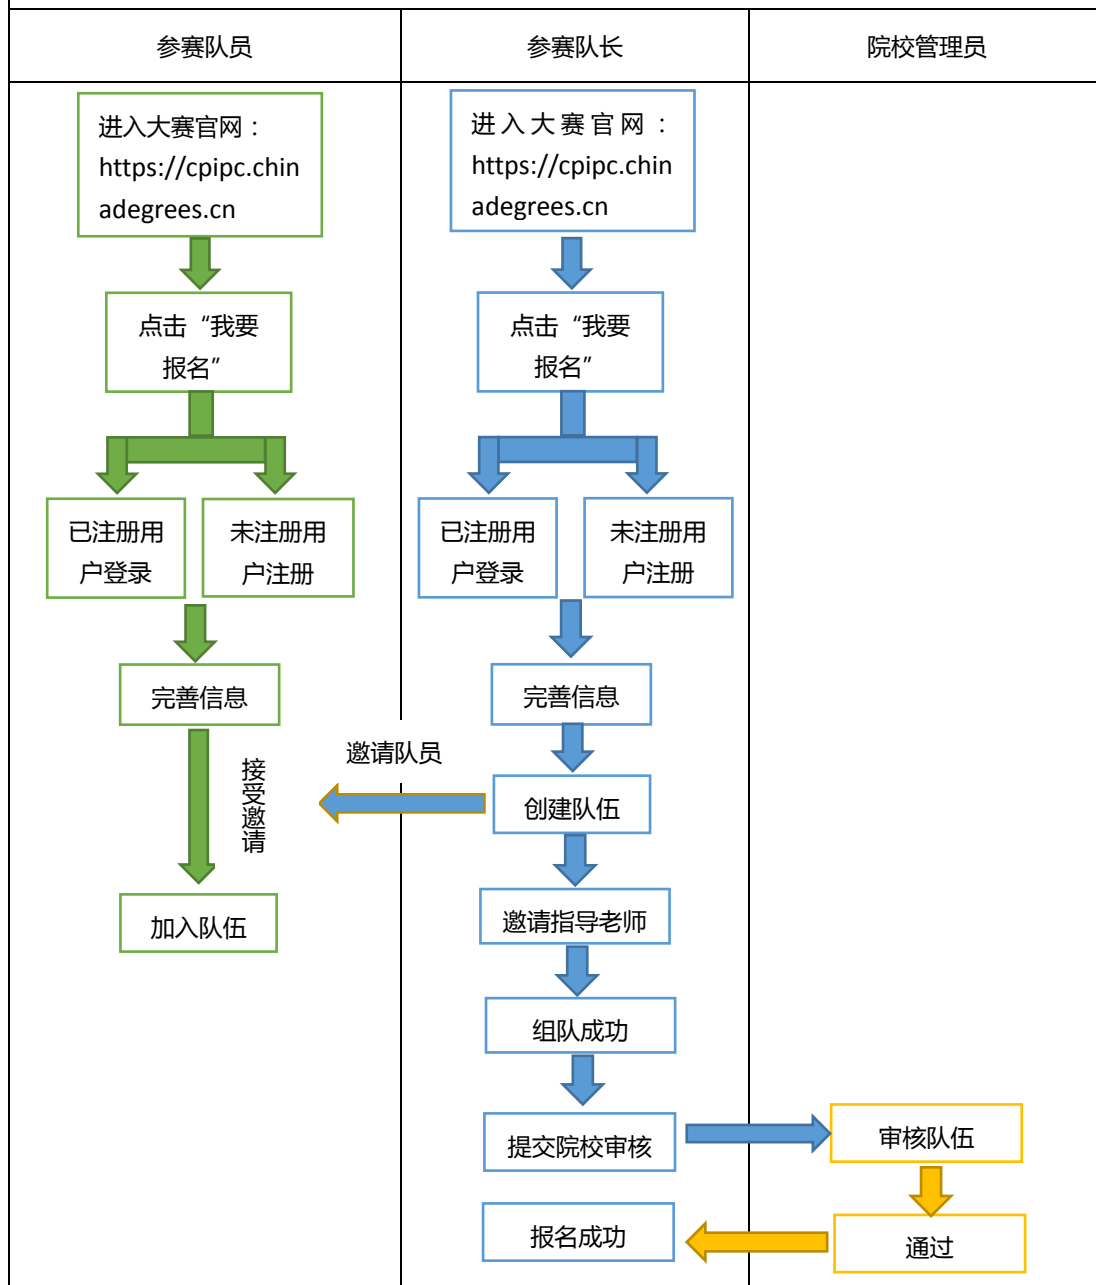 参赛队员
参赛队长
院校管理员
进入大赛官网：
https://cpipc.chin
adegrees.cn
点击“我要
报名”
已注册用
户登录
未注册用
户注册
完善信息
接受邀请
加入队伍
进入大赛官网：
https://cpipc.chin
adegrees.cn
点击“我要
报名”
已注册用
户登录
未注册用
户注册
完善信息
邀请队员
创建队伍
邀请指导老师
组队成功
提交院校审核
审核队伍
通过
报名成功